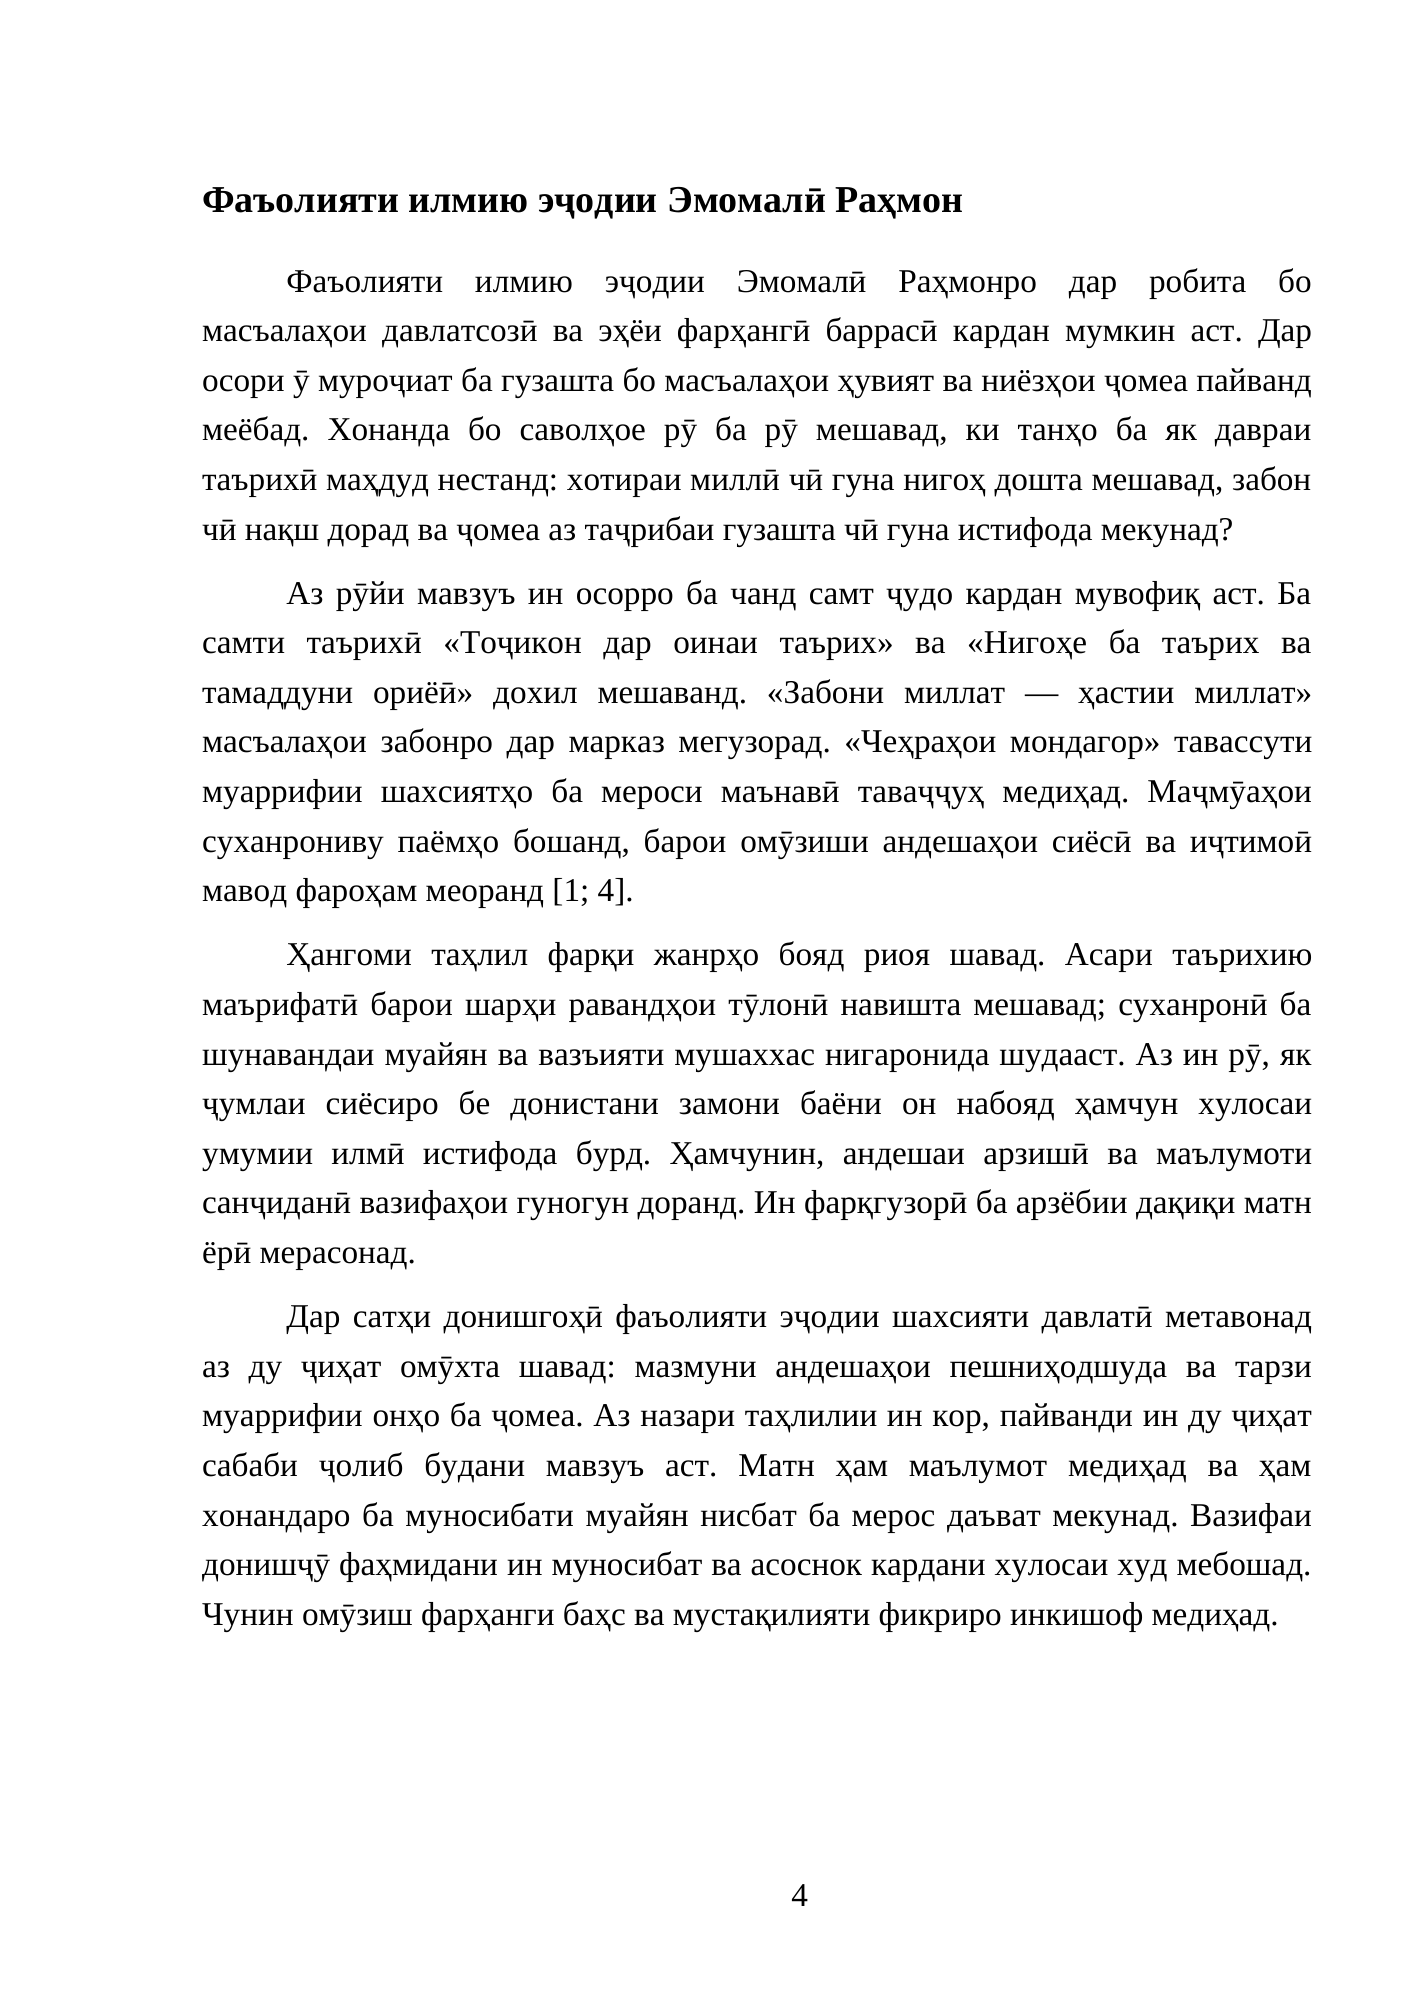 Фаъолияти илмию эҷодии Эмомалӣ Раҳмон
Фаъолияти илмию эҷодии Эмомалӣ Раҳмонро дар робита бо
масъалаҳои давлатсозӣ ва эҳёи фарҳангӣ баррасӣ кардан мумкин аст. Дар
осори ӯ муроҷиат ба гузашта бо масъалаҳои ҳувият ва ниёзҳои ҷомеа пайванд
меёбад. Хонанда бо саволҳое рӯ ба рӯ мешавад, ки танҳо ба як давраи
таърихӣ маҳдуд нестанд: хотираи миллӣ чӣ гуна нигоҳ дошта мешавад, забон
чӣ нақш дорад ва ҷомеа аз таҷрибаи гузашта чӣ гуна истифода мекунад?
Аз рӯйи мавзуъ ин осорро ба чанд самт ҷудо кардан мувофиқ аст. Ба
самти таърихӣ «Тоҷикон дар оинаи таърих» ва «Нигоҳе ба таърих ва
тамаддуни ориёӣ» дохил мешаванд. «Забони миллат — ҳастии миллат»
масъалаҳои забонро дар марказ мегузорад. «Чеҳраҳои мондагор» тавассути
муаррифии шахсиятҳо ба мероси маънавӣ таваҷҷуҳ медиҳад. Маҷмӯаҳои
суханрониву паёмҳо бошанд, барои омӯзиши андешаҳои сиёсӣ ва иҷтимоӣ
мавод фароҳам меоранд [1; 4].
Ҳангоми таҳлил фарқи жанрҳо бояд риоя шавад. Асари таърихию
маърифатӣ барои шарҳи равандҳои тӯлонӣ навишта мешавад; суханронӣ ба
шунавандаи муайян ва вазъияти мушаххас нигаронида шудааст. Аз ин рӯ, як
ҷумлаи сиёсиро бе донистани замони баёни он набояд ҳамчун хулосаи
умумии илмӣ истифода бурд. Ҳамчунин, андешаи арзишӣ ва маълумоти
санҷиданӣ вазифаҳои гуногун доранд. Ин фарқгузорӣ ба арзёбии дақиқи матн
ёрӣ мерасонад.
Дар сатҳи донишгоҳӣ фаъолияти эҷодии шахсияти давлатӣ метавонад
аз ду ҷиҳат омӯхта шавад: мазмуни андешаҳои пешниҳодшуда ва тарзи
муаррифии онҳо ба ҷомеа. Аз назари таҳлилии ин кор, пайванди ин ду ҷиҳат
сабаби ҷолиб будани мавзуъ аст. Матн ҳам маълумот медиҳад ва ҳам
хонандаро ба муносибати муайян нисбат ба мерос даъват мекунад. Вазифаи
донишҷӯ фаҳмидани ин муносибат ва асоснок кардани хулосаи худ мебошад.
Чунин омӯзиш фарҳанги баҳс ва мустақилияти фикриро инкишоф медиҳад.
4